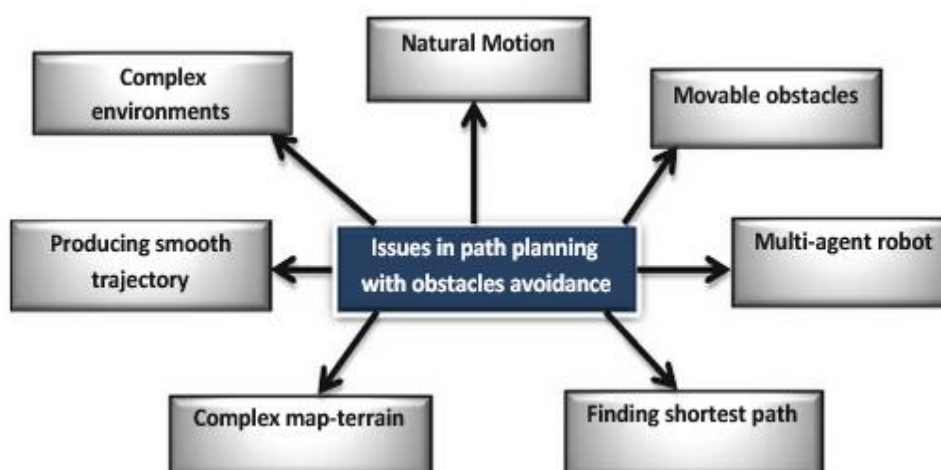 Natural Motion
Complex
environments
Movable obstacles
Issues in path planning
with obstacles avoidance
Producing smooth
trajectory
Multi-agent robot
Complex map-terrain
Finding shortest path